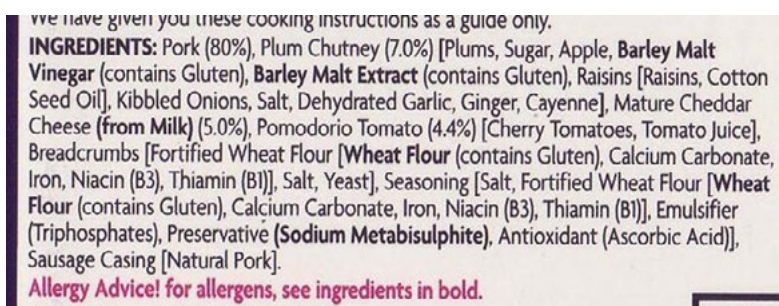 We have given you these cooking instructions as a guide only.
INGREDIENTS: Pork (80%), Plum Chutney (7.0%) [Plums, Sugar, Apple, Barley Malt
Vinegar (contains Gluten), Barley Malt Extract (contains Gluten), Raisins [Raisins, Cotton
Seed Oil], Kibbled Onions, Salt, Dehydrated Garlic, Ginger, Cayenne], Mature Cheddar
Cheese (from Milk) (5.0%), Pomodorio Tomato (4.4%) [Cherry Tomatoes, Tomato Juice],
Breadcrumbs [Fortified Wheat Flour [Wheat Flour (contains Gluten), Calcium Carbonate,
Iron, Niacin (B3), Thiamin (B1)], Salt, Yeast], Seasoning [Salt, Fortified Wheat Flour [Wheat
Flour (contains Gluten), Calcium Carbonate, Iron, Niacin (B3), Thiamin (B1)], Emulsifier
(Triphosphates), Preservative (Sodium Metabisulphite), Antioxidant (Ascorbic Acid)],
Sausage Casing [Natural Pork].
Allergy Advice! for allergens, see ingredients in bold.